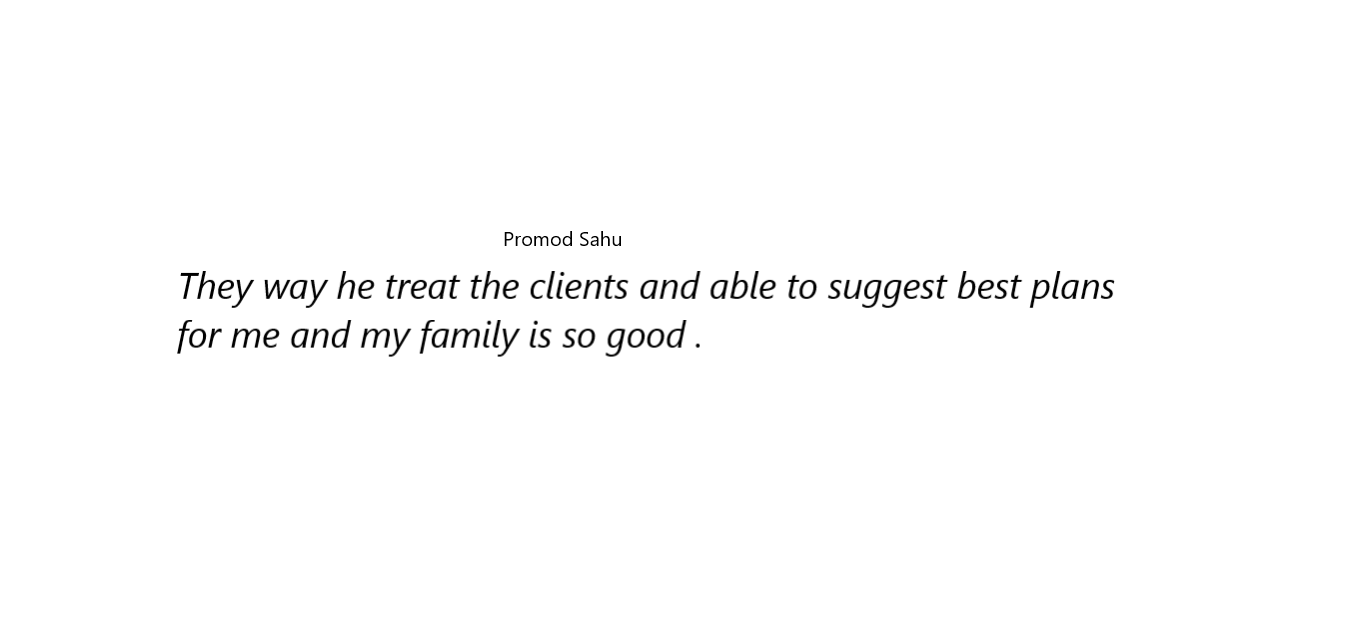 Promod Sahu
They way he treat the clients and able to suggest best plans
for me and my family is so good .